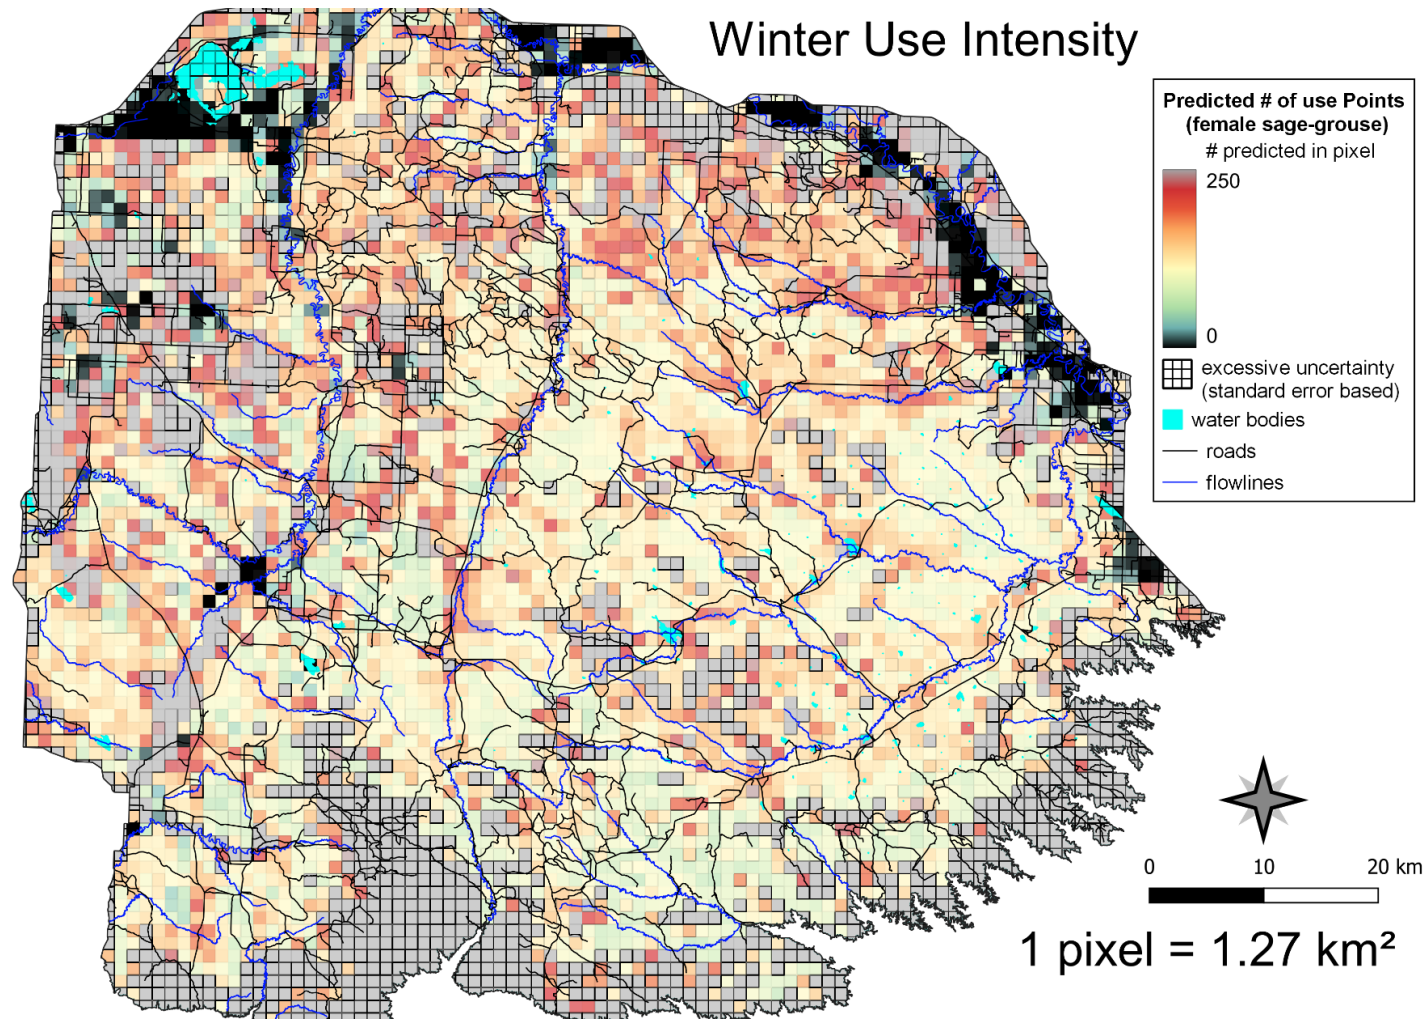 Winter Use Intensity
Predicted # of use Points
(female sage-grouse)
# predicted in pixel
250
0
excessive uncertainty
(standard error based)
water bodies
roads
flowlines
0 10 20 km
1 pixel = 1.27 km²